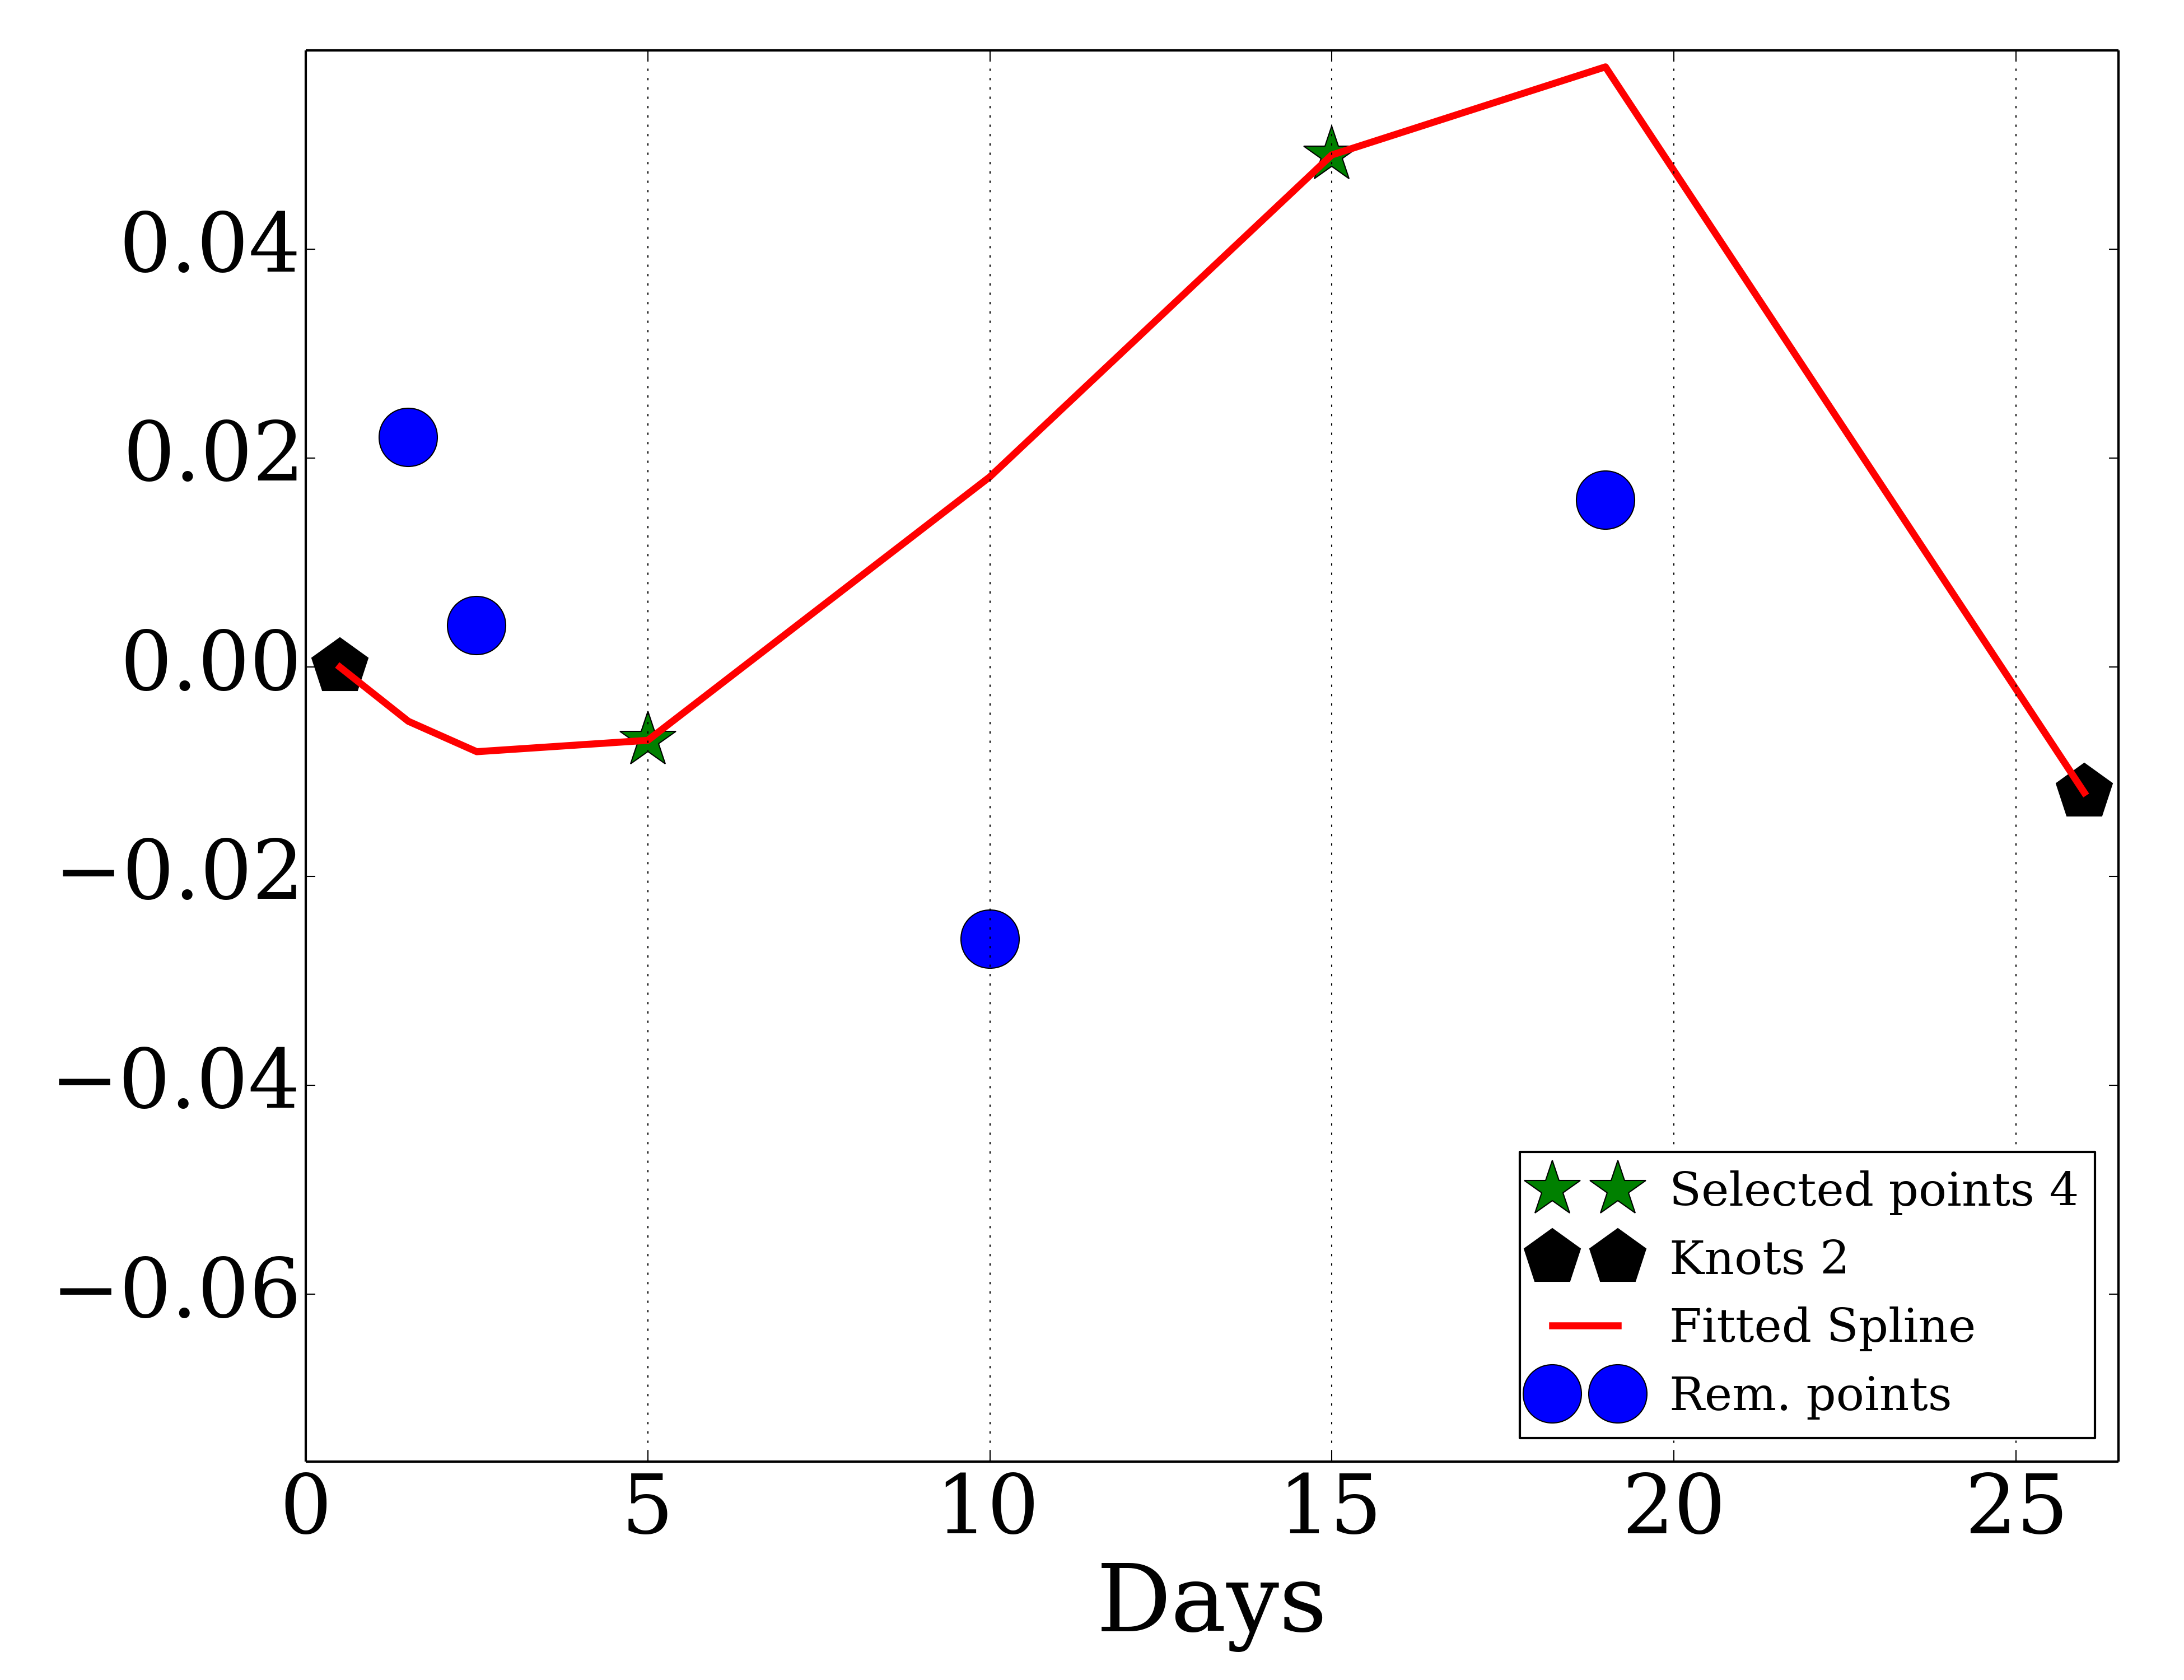 0.04
0.02
0.00
−0.02
−0.04
−0.06
Selected points 4
Knots 2
Fitted Spline
Rem. points
0 5 10 15 20 25
Days